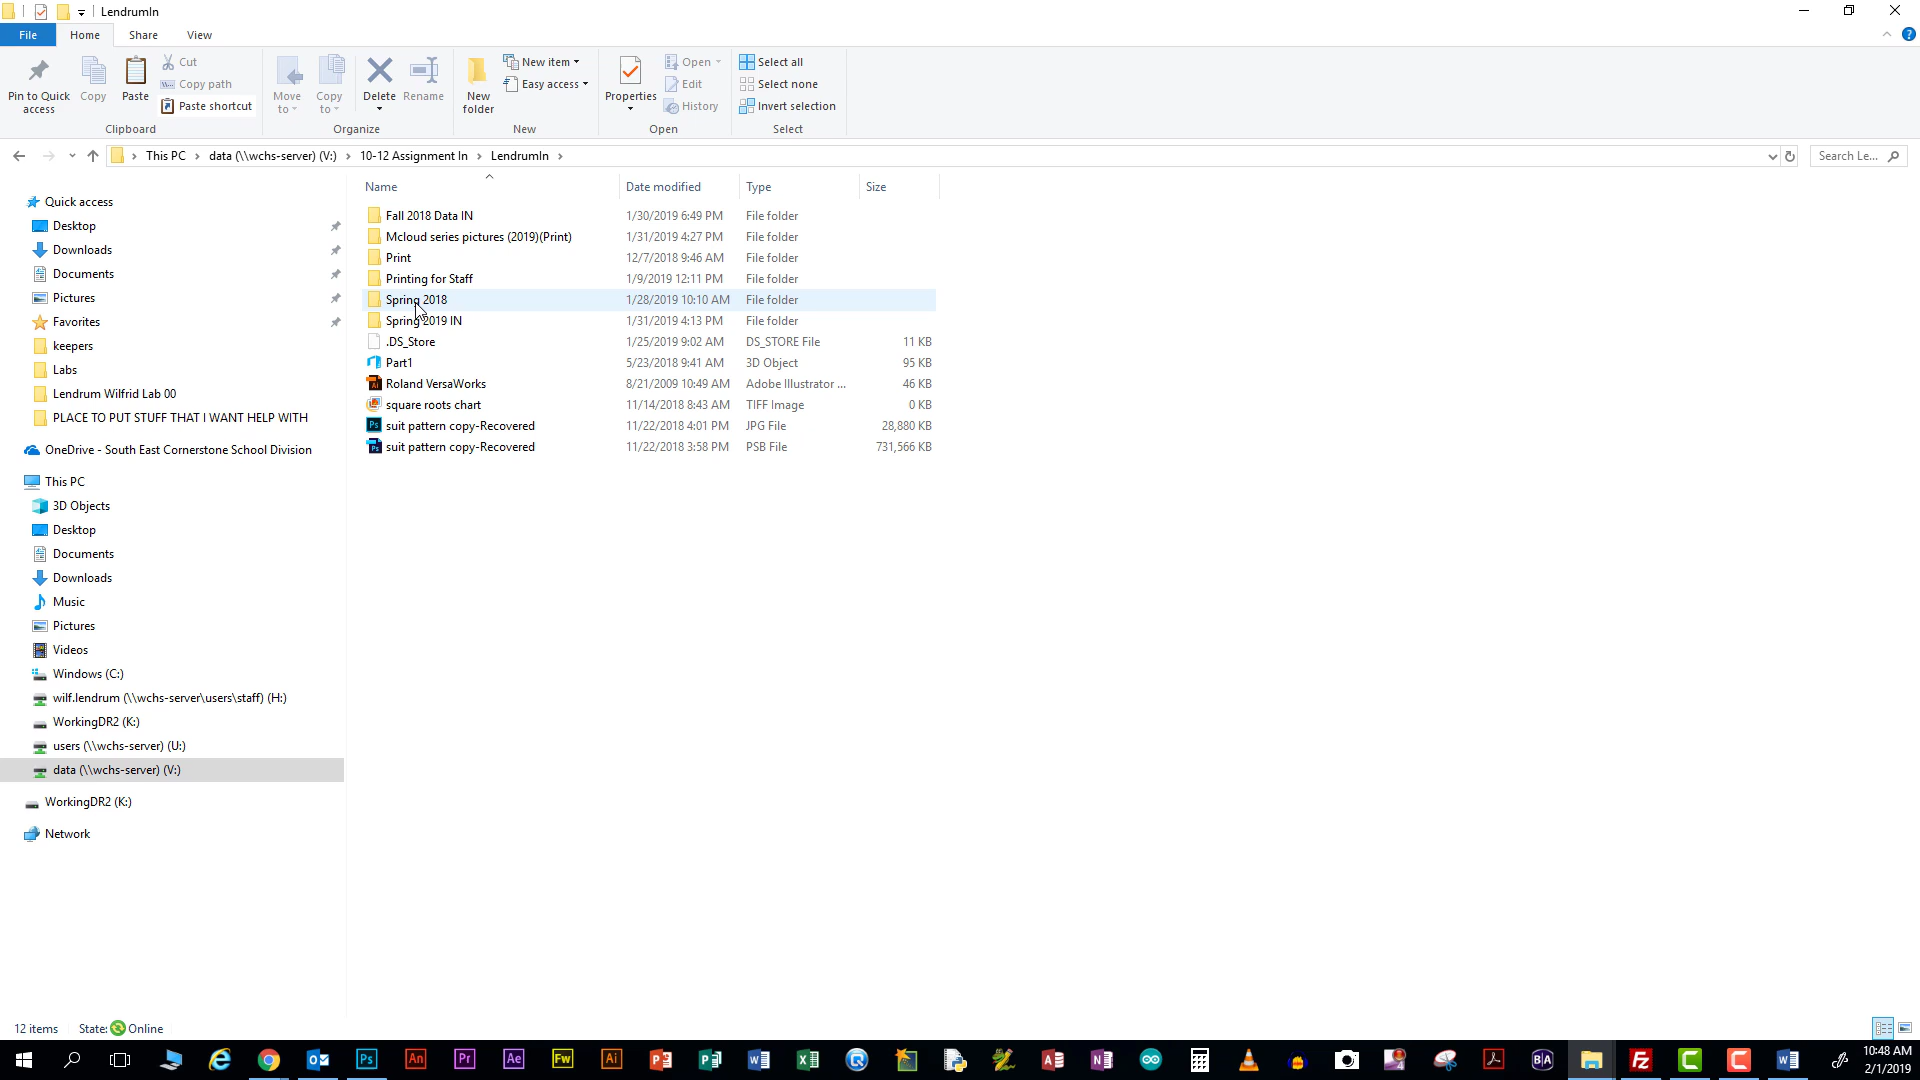 LendrumIn
File Home Share View
Pin to Quick access
Copy
Paste
Cut
Copy path
Paste shortcut
Clipboard
Move to
Copy to
Delete
Rename
Organize
New folder
New item
Easy access
New
Properties
Open
Edit
History
Open
Select all
Select none
Invert selection
Select
This PC › data (\\wchs-server) (V:) › 10-12 Assignment In › LendrumIn ›
Search Le...
Quick access
Desktop
Downloads
Documents
Pictures
Favorites
keepers
Labs
Lendrum Wilfrid Lab 00
PLACE TO PUT STUFF THAT I WANT HELP WITH
OneDrive - South East Cornerstone School Division
This PC
3D Objects
Desktop
Documents
Downloads
Music
Pictures
Videos
Windows (C:)
wilf.lendrum (\\wchs-server\users\staff) (H:)
WorkingDR2 (K:)
users (\\wchs-server) (U:)
data (\\wchs-server) (V:)
WorkingDR2 (K:)
Network
Name Date modified Type Size
Fall 2018 Data IN 1/30/2019 6:49 PM File folder
Mcloud series pictures (2019)(Print) 1/31/2019 4:27 PM File folder
Print 12/7/2018 9:46 AM File folder
Printing for Staff 1/9/2019 12:11 PM File folder
Spring 2018 1/28/2019 10:10 AM File folder
Spring 2019 IN 1/31/2019 4:13 PM File folder
.DS_Store 1/25/2019 9:02 AM DS_STORE File 11 KB
Part1 5/23/2018 9:41 AM 3D Object 95 KB
Roland VersaWorks 8/21/2009 10:49 AM Adobe Illustrator ... 46 KB
square roots chart 11/14/2018 8:43 AM TIFF Image 0 KB
suit pattern copy-Recovered 11/22/2018 4:01 PM JPG File 28,880 KB
suit pattern copy-Recovered 11/22/2018 3:58 PM PSB File 731,566 KB
12 items State: Online
Ps An Pr Ae Fw Ai
B|A
Fz
10:48 AM
2/1/2019